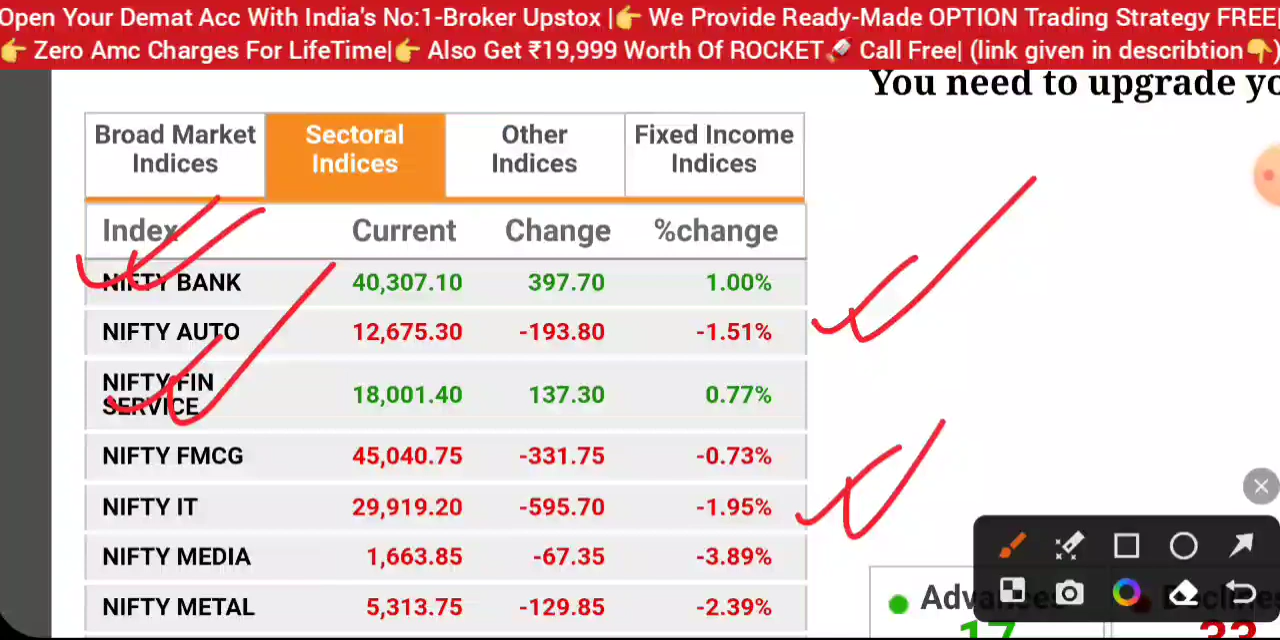 Open Your Demat Acc With India's No:1-Broker Upstox |👉 We Provide Ready-Made OPTION Trading Strategy FREE|
👉 Zero Amc Charges For LifeTime|👉 Also Get ₹19,999 Worth Of ROCKET🚀 Call Free| (link given in describtion👇)
You need to upgrade yo
Broad Market Indices
Sectoral Indices
Other Indices
Fixed Income Indices
Index Current Change %change
NIFTY BANK 40,307.10 397.70 1.00%
NIFTY AUTO 12,675.30 -193.80 -1.51%
NIFTY FIN SERVICE 18,001.40 137.30 0.77%
NIFTY FMCG 45,040.75 -331.75 -0.73%
NIFTY IT 29,919.20 -595.70 -1.95%
NIFTY MEDIA 1,663.85 -67.35 -3.89%
NIFTY METAL 5,313.75 -129.85 -2.39%